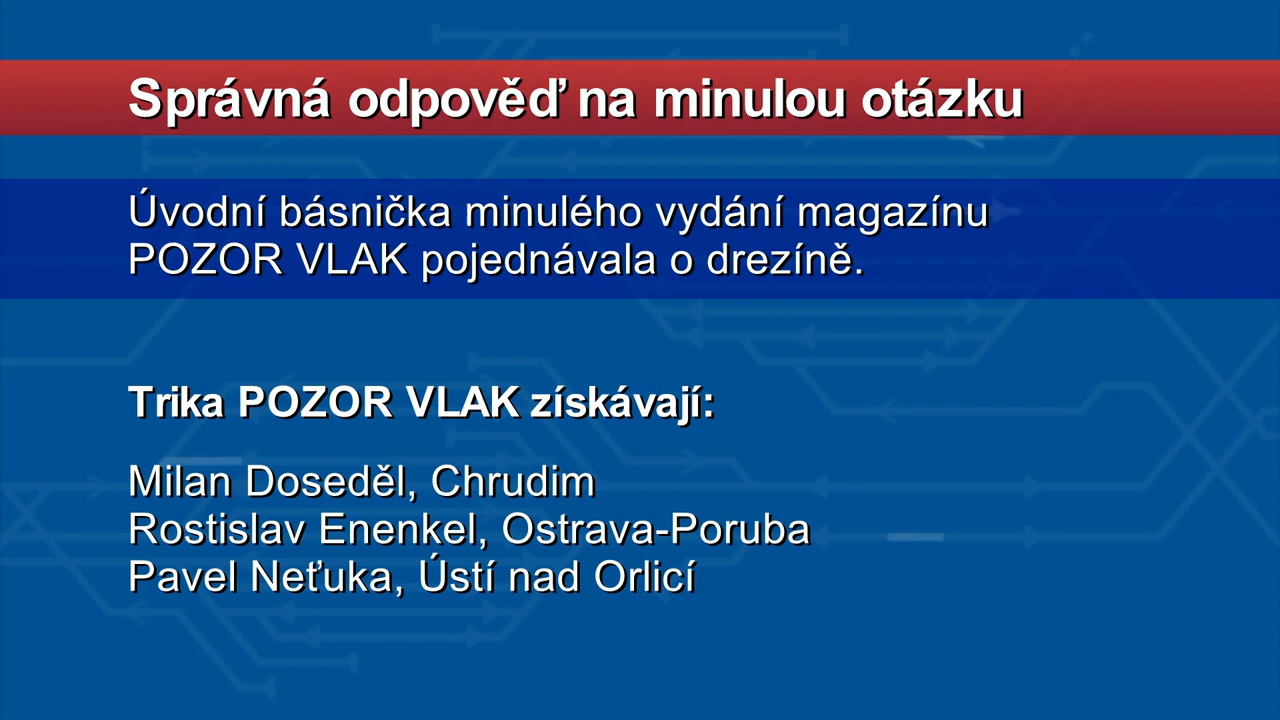 Správná odpověď na minulou otázku
Úvodní básnička minulého vydání magazínu
POZOR VLAK pojednávala o drezíně.
Trika POZOR VLAK získávají:
Milan Doseděl, Chrudim
Rostislav Enenkel, Ostrava-Poruba
Pavel Neťuka, Ústí nad Orlicí